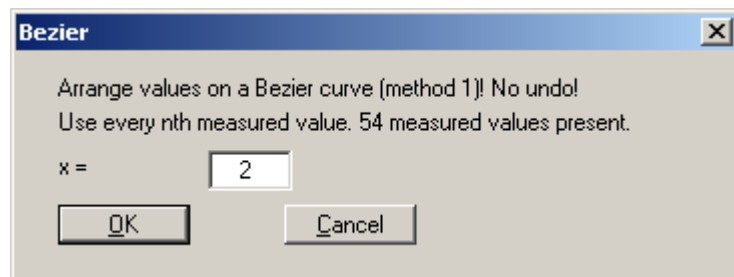 Bezier
Arrange values on a Bezier curve (method 1)! No undo!
Use every nth measured value. 54 measured values present.
x = 2
OK Cancel